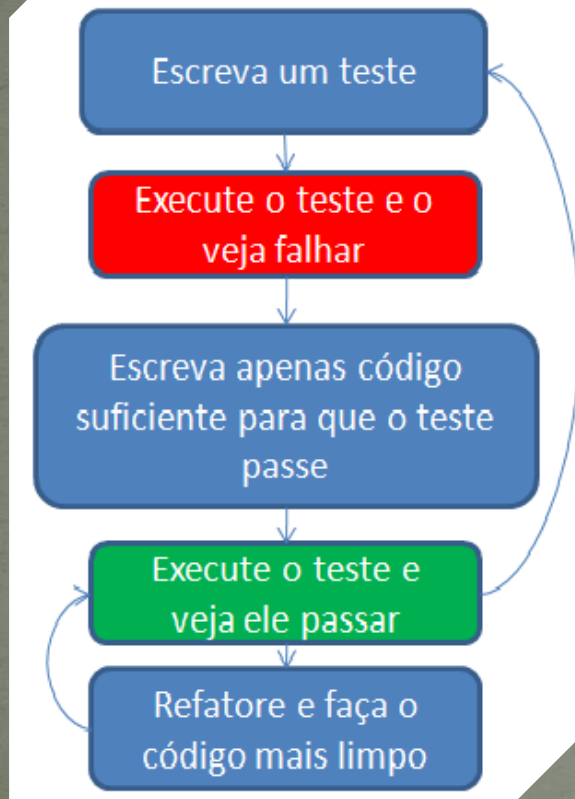 Escreva um teste
Execute o teste e o
veja falhar
Escreva apenas código
suficiente para que o teste
passe
Execute o teste e
veja ele passar
Refatore e faça o
código mais limpo